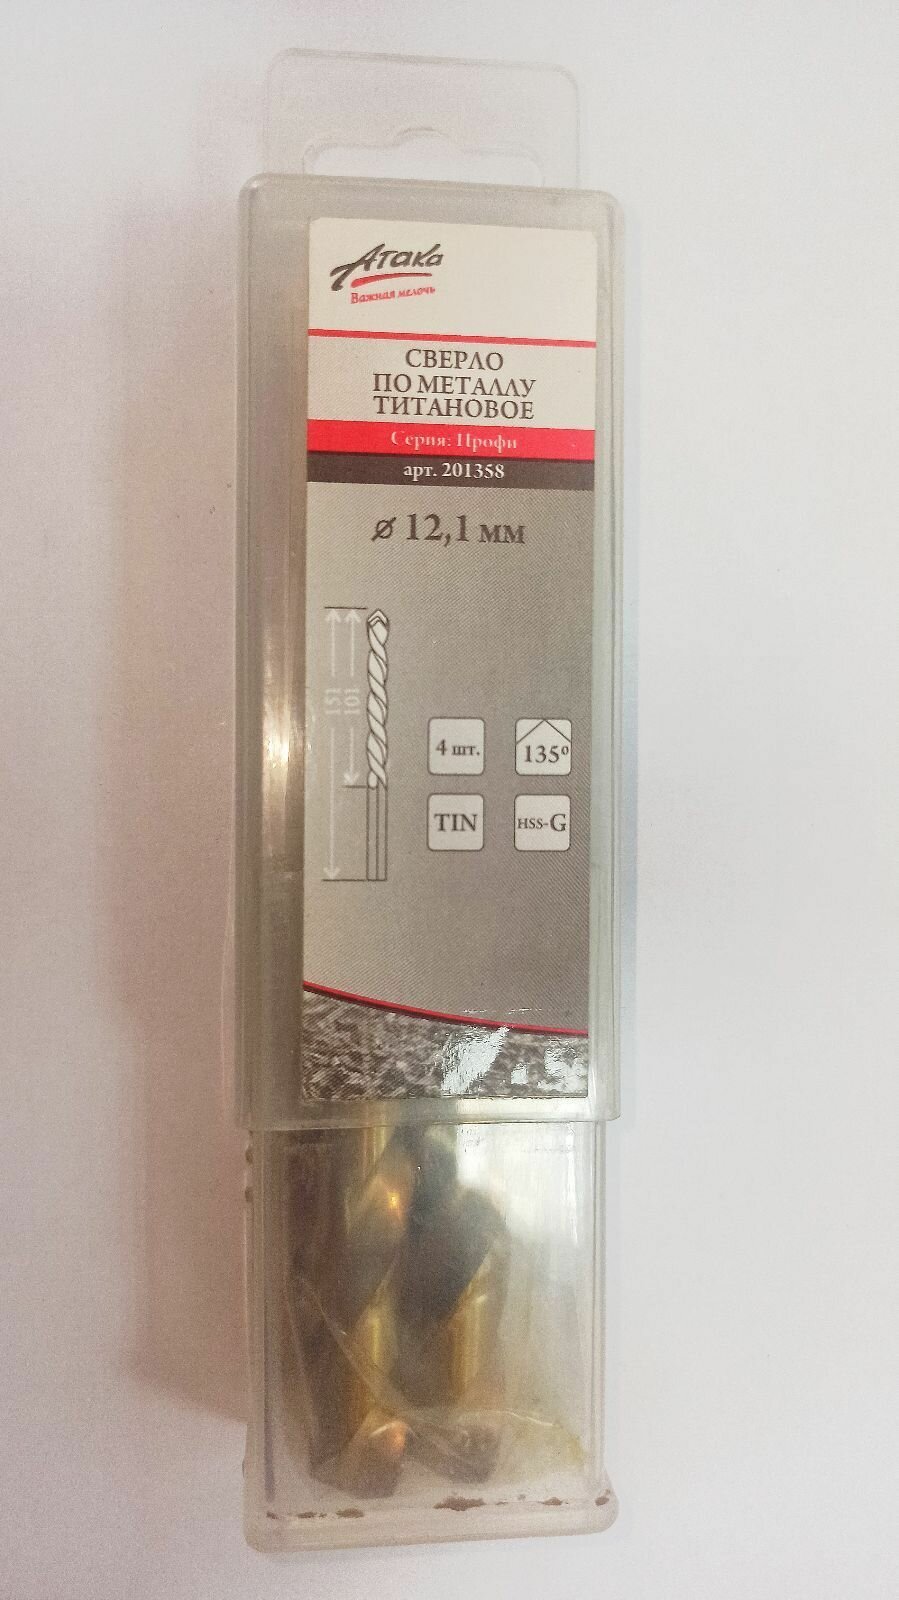 Атака
Важная мелочь
СВЕРЛО
ПО МЕТАЛЛУ
ТИТАНОВОЕ
Серия: Профи
арт. 201358
ø 12,1 мм
151
101
4 шт.
135º
TIN
HSS-G